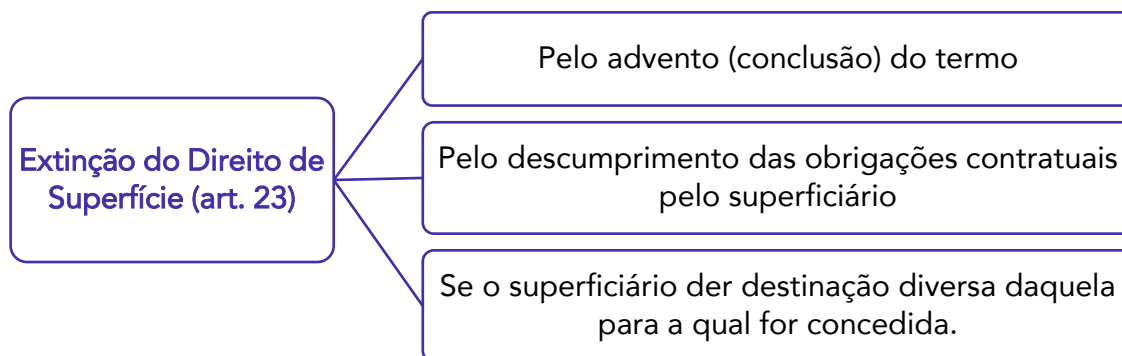 Extinção do Direito de
Superfície (art. 23)
Pelo advento (conclusão) do termo
Pelo descumprimento das obrigações contratuais
pelo superficiário
Se o superficiário der destinação diversa daquela
para a qual for concedida.